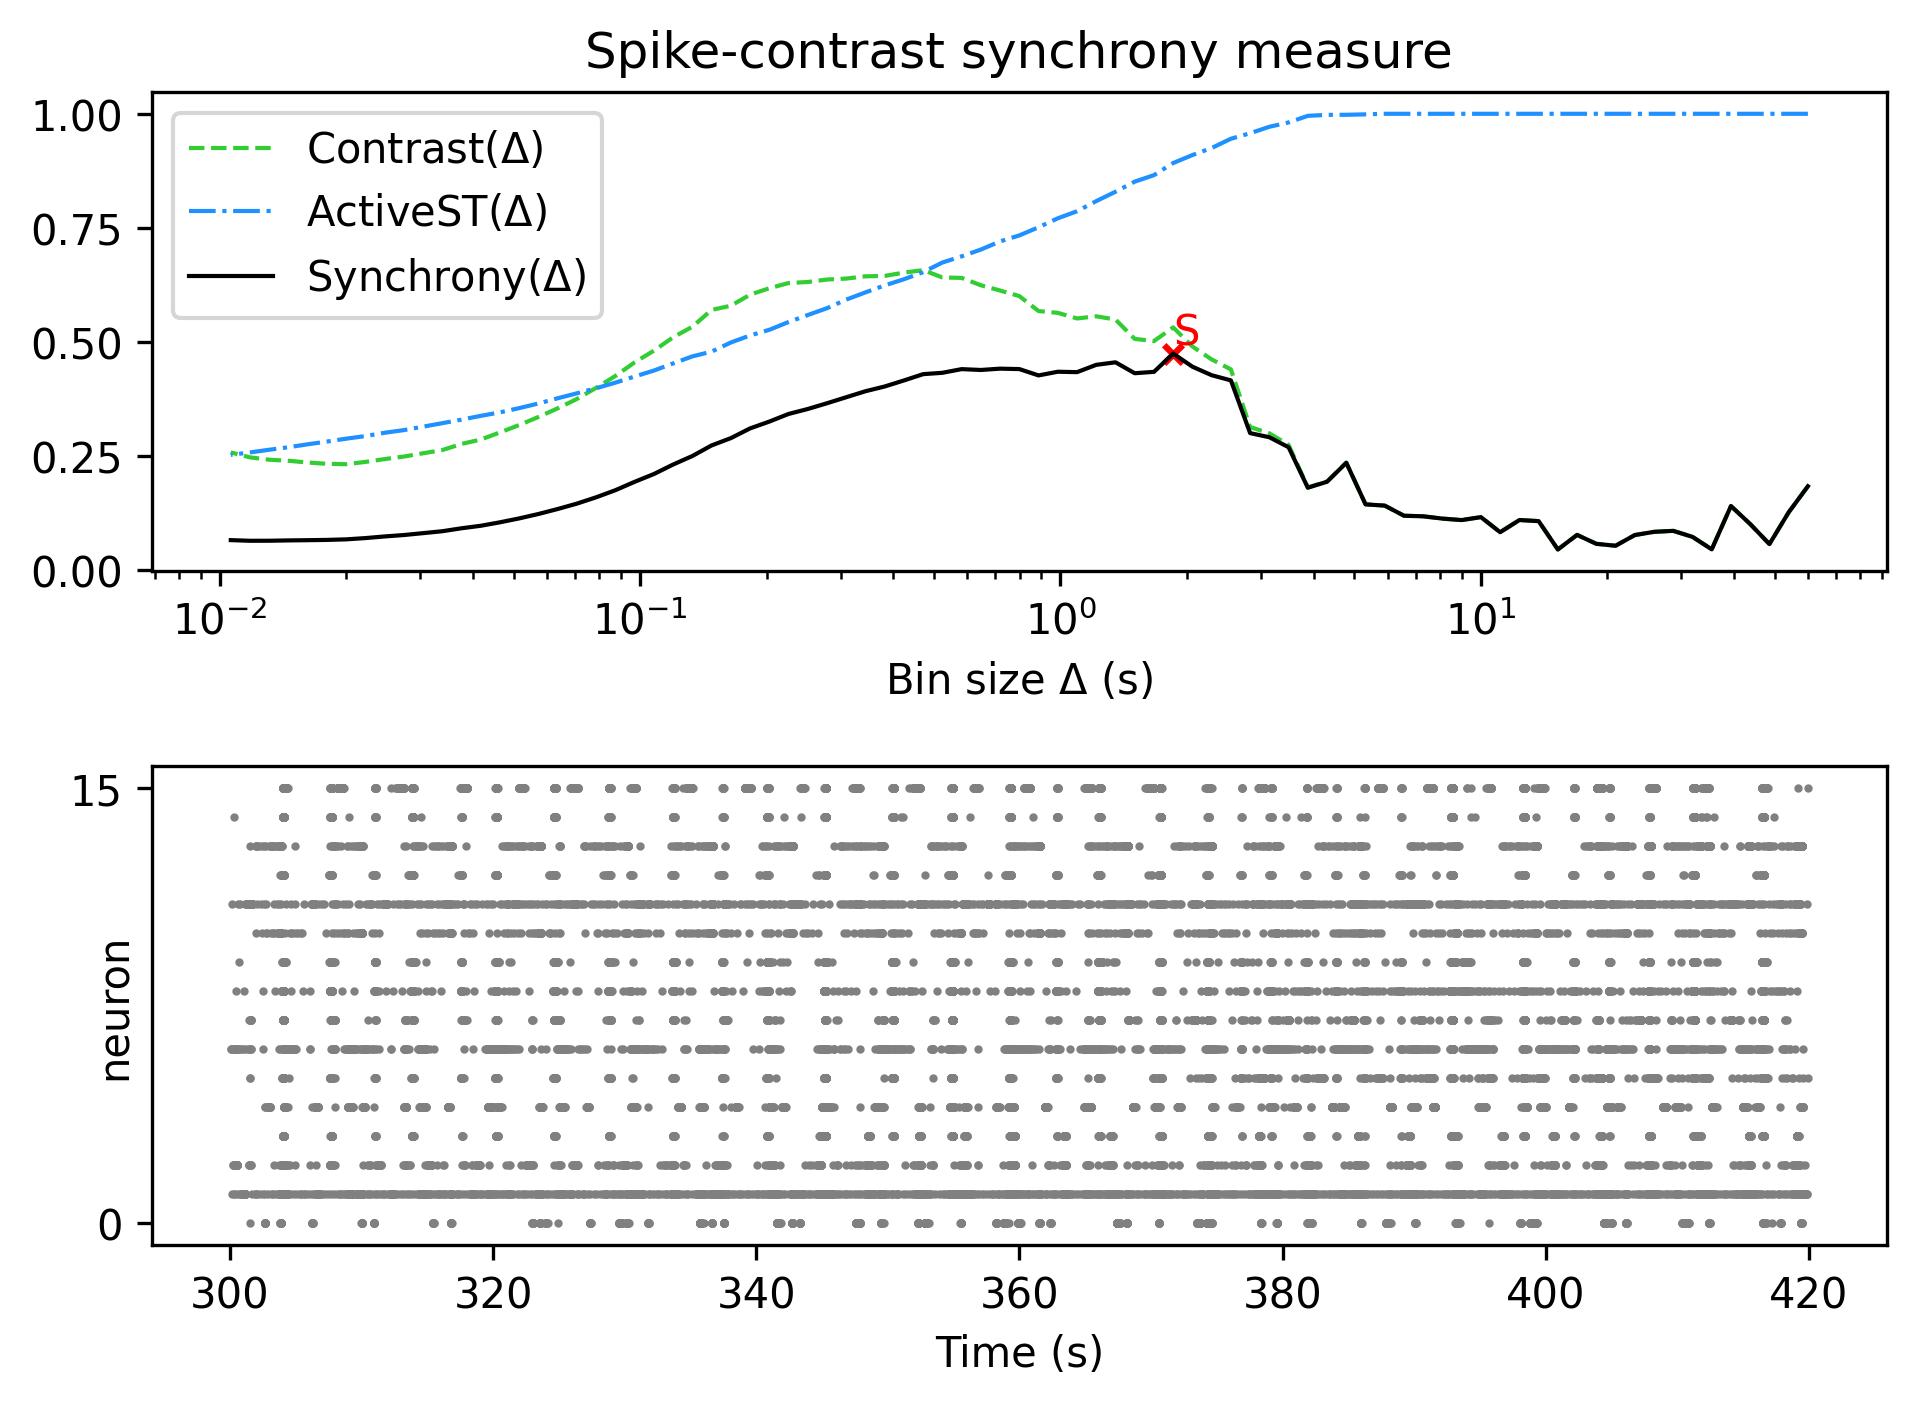 Spike-contrast synchrony measure
1.00
0.75
0.50
0.25
0.00
Contrast(Δ)
ActiveST(Δ)
Synchrony(Δ)
S
10⁻² 10⁻¹ 10⁰ 10¹
Bin size Δ (s)
15
0
neuron
300 320 340 360 380 400 420
Time (s)